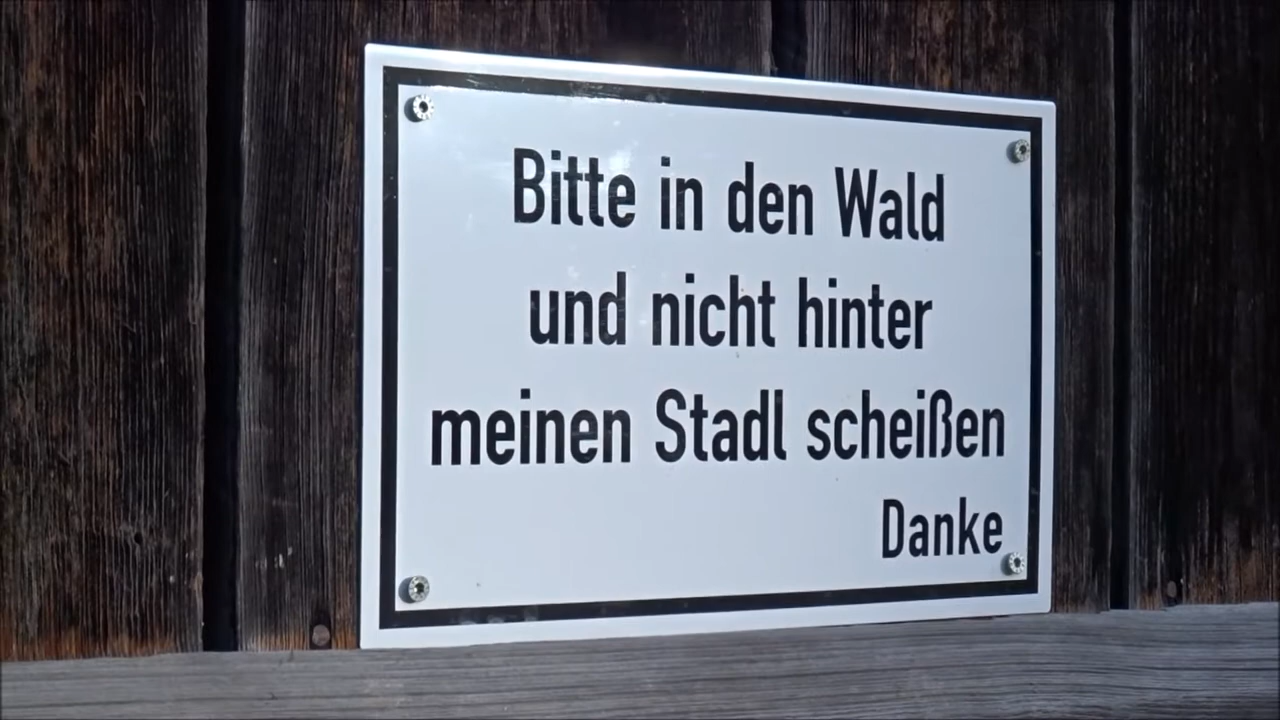 Bitte in den Wald
und nicht hinter
meinen Stadl scheißen
Danke